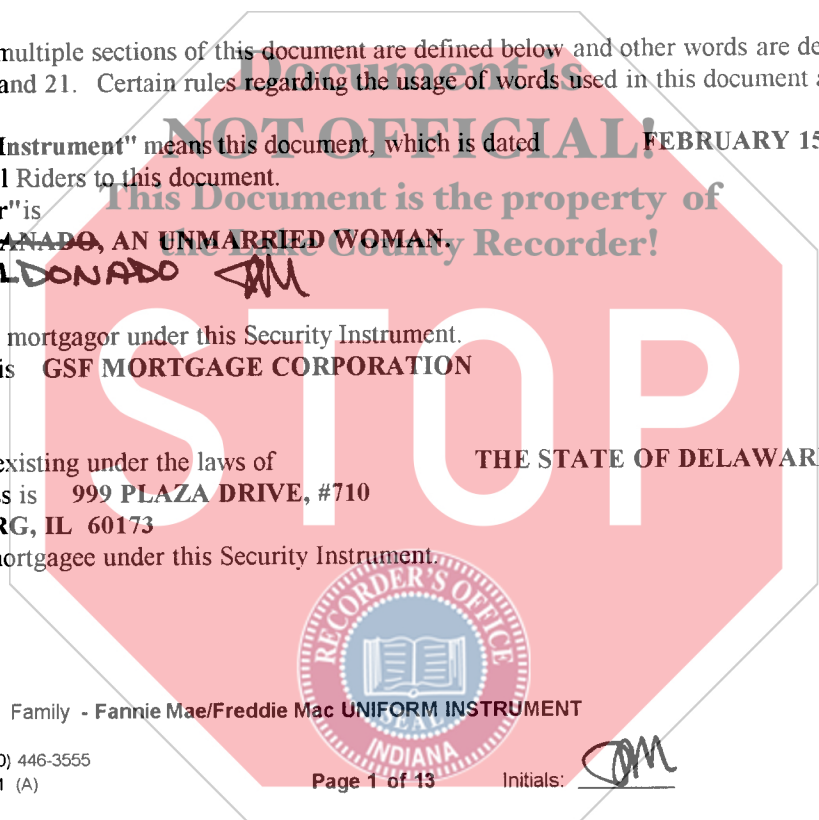 multiple sections of this document are defined below and other words are de
and 21. Certain rules regarding the usage of words used in this document a
Document is
Instrument" means this document, which is dated FEBRUARY 15
NOT OFFICIAL!
l Riders to this document.
This Document is the property of
r" is
ANADO, AN UNMARRIED WOMAN.
the Lake County Recorder!
LDONADO JAM
mortgagor under this Security Instrument.
is GSF MORTGAGE CORPORATION
STOP
existing under the laws of THE STATE OF DELAWAR
s is 999 PLAZA DRIVE, #710
RG, IL 60173
mortgagee under this Security Instrument.
RECORDER'S OFFICE
SEAL
INDIANA
Family - Fannie Mae/Freddie Mac UNIFORM INSTRUMENT
0) 446-3555
1 (A)
Page 1 of 13 Initials: JAM